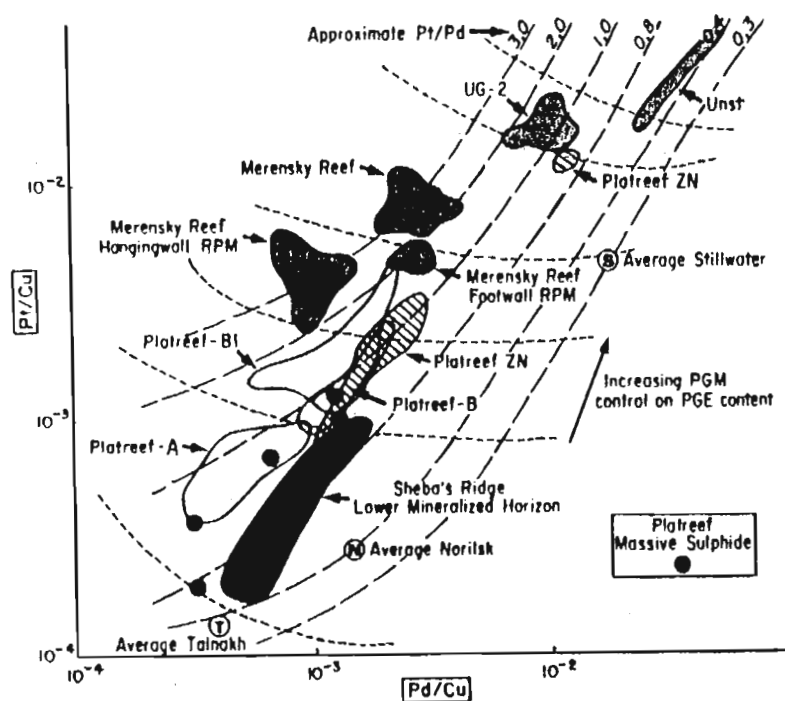 Approximate Pt/Pd
3,0
2,0
1,0
0,8
0,4
0,3
UG-2
Unst
Merensky Reef
Platreef ZN
10-2
Merensky Reef
Hangingwall RPM
Average Stillwater
S
Merensky Reef
Footwall RPM
Pt/Cu
Platreef-B1
Platreef ZN
Increasing PGM
control on PGE content
Platreef-B
10-3
Platreef-A
Sheba's Ridge
Lower Mineralized Horizon
Platreef
Massive Sulphide
N
Average Norilsk
T
Average Talnakh
10-4
10-4
10-3
10-2
Pd/Cu